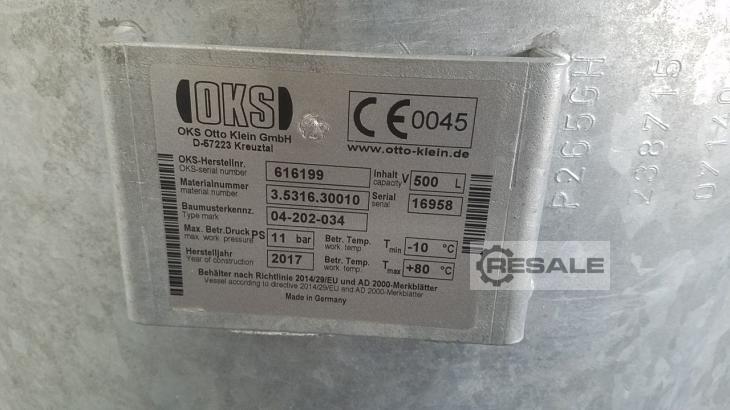 OKS
OKS Otto Klein GmbH
D-57223 Kreuztal
CE 0045
www.otto-klein.de
OKS-Herstellnr. 616199 Inhalt V 500 L
OKS-serial number capacity
Materialnummer 3.5316.30010 Serial 16958
material number serial
Baumusterkennz. 04-202-034
Type mark
Max. Betr.Druck PS 11 bar Betr. Temp. Tmin -10 °C
max. work. pressure work. temp.
Herstelljahr 2017 Betr. Temp. Tmax +80 °C
Year of construction work. temp.
Behälter nach Richtlinie 2014/29/EU und AD 2000-Merkblätter
Vessel according to directive 2014/29/EU and AD 2000-Merkblätter
Made in Germany
P265GH
238715
RESALE